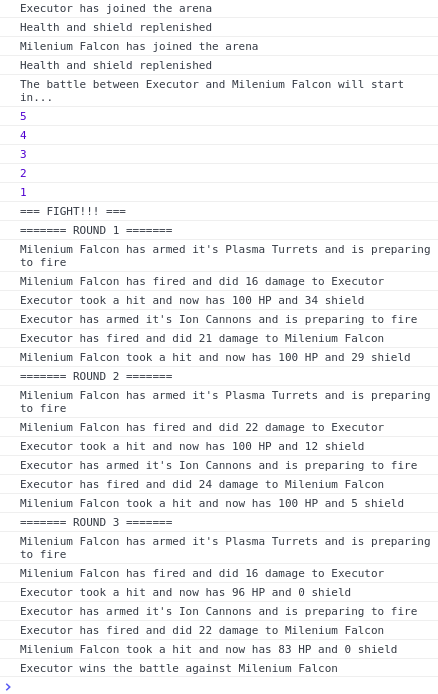 Executor has joined the arena
Health and shield replenished
Milenium Falcon has joined the arena
Health and shield replenished
The battle between Executor and Milenium Falcon will start
in...
5
4
3
2
1
=== FIGHT!!! ===
======= ROUND 1 =======
Milenium Falcon has armed it's Plasma Turrets and is preparing
to fire
Milenium Falcon has fired and did 16 damage to Executor
Executor took a hit and now has 100 HP and 34 shield
Executor has armed it's Ion Cannons and is preparing to fire
Executor has fired and did 21 damage to Milenium Falcon
Milenium Falcon took a hit and now has 100 HP and 29 shield
======= ROUND 2 =======
Milenium Falcon has armed it's Plasma Turrets and is preparing
to fire
Milenium Falcon has fired and did 22 damage to Executor
Executor took a hit and now has 100 HP and 12 shield
Executor has armed it's Ion Cannons and is preparing to fire
Executor has fired and did 24 damage to Milenium Falcon
Milenium Falcon took a hit and now has 100 HP and 5 shield
======= ROUND 3 =======
Milenium Falcon has armed it's Plasma Turrets and is preparing
to fire
Milenium Falcon has fired and did 16 damage to Executor
Executor took a hit and now has 96 HP and 0 shield
Executor has armed it's Ion Cannons and is preparing to fire
Executor has fired and did 22 damage to Milenium Falcon
Milenium Falcon took a hit and now has 83 HP and 0 shield
Executor wins the battle against Milenium Falcon